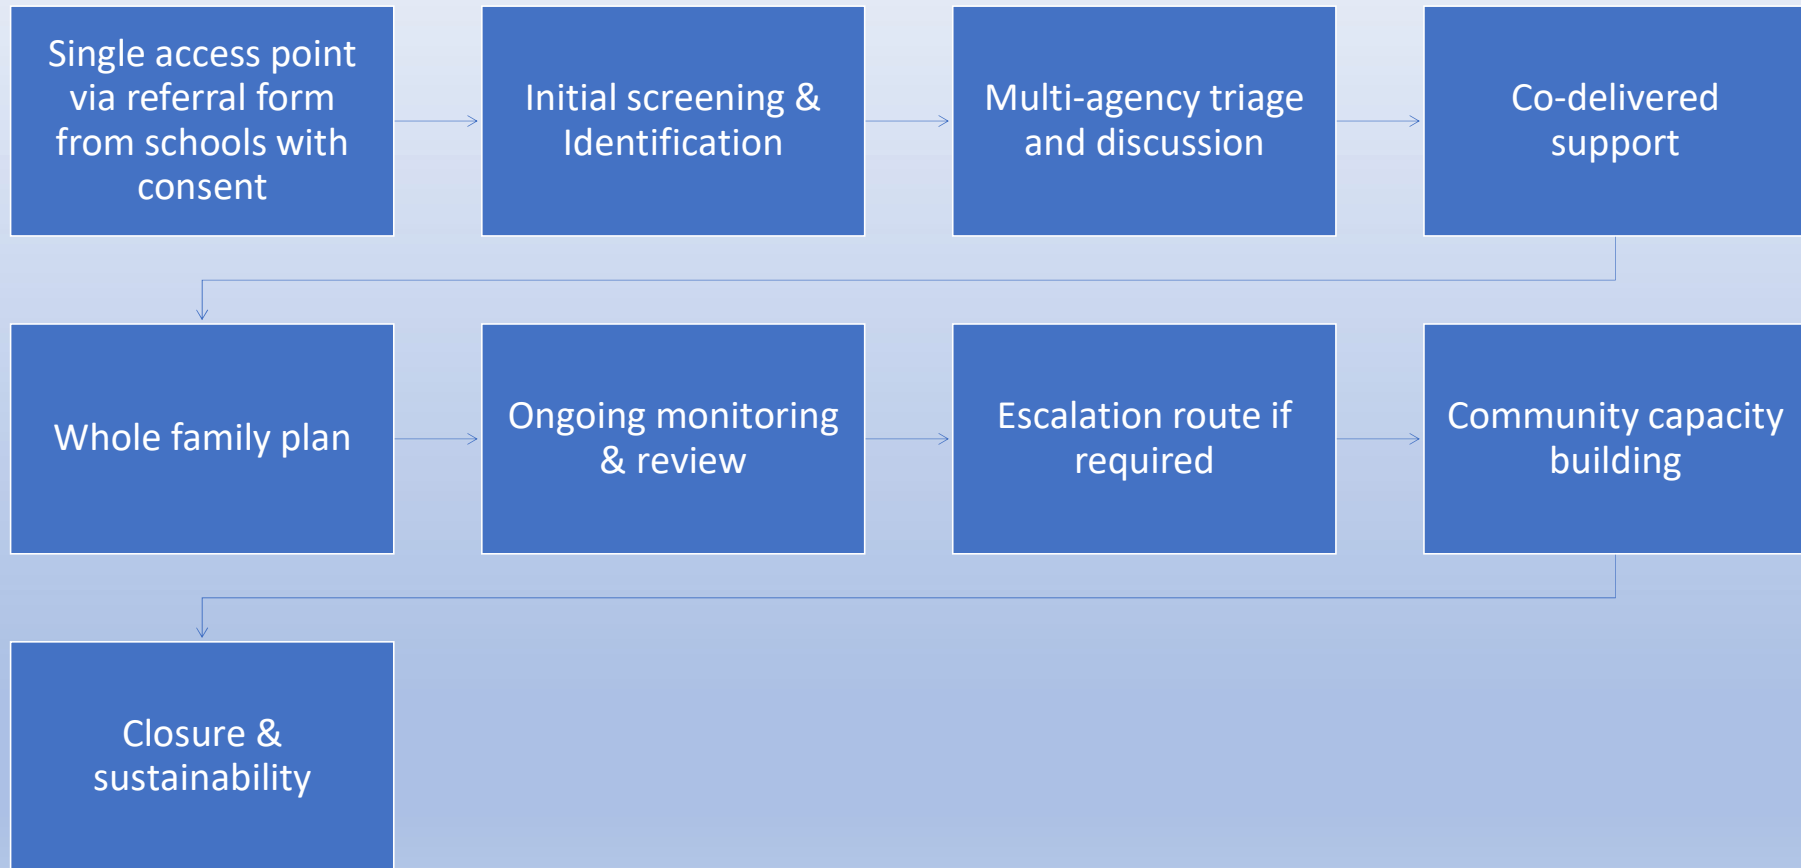 Single access point
via referral form
from schools with
consent
Initial screening &
Identification
Multi-agency triage
and discussion
Co-delivered
support
Whole family plan
Ongoing monitoring
& review
Escalation route if
required
Community capacity
building
Closure &
sustainability